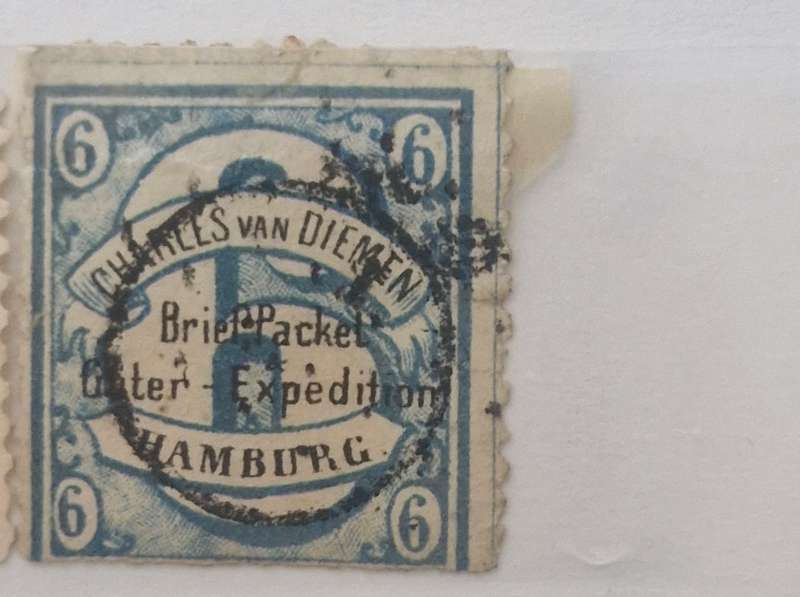 6 6
CHARLES VAN DIEMEN
Brief-Packet
Güter - Expedition
HAMBURG
6 6